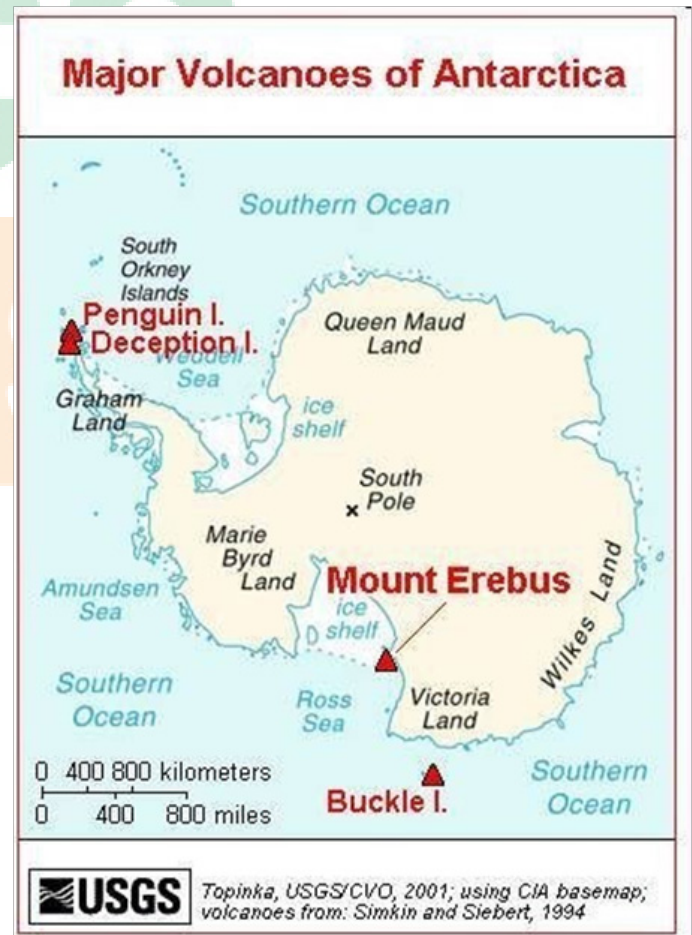 Major Volcanoes of Antarctica
Southern Ocean
South
Orkney
Islands
Penguin I.
Deception I.
Weddell
Sea
Queen Maud
Land
Graham
Land
ice
shelf
South
Pole
Marie
Byrd
Land
Mount Erebus
Wilkes Land
Amundsen
Sea
ice
shelf
Southern
Ocean
Ross
Sea
Victoria
Land
0 400 800 kilometers
0 400 800 miles
Buckle I.
Southern
Ocean
USGS
Topinka, USGS/CVO, 2001; using CIA basemap;
volcanoes from: Simkin and Siebert, 1994